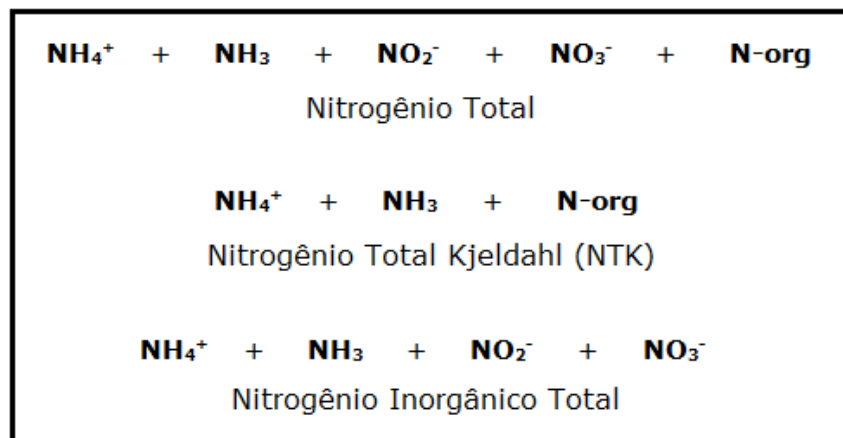 NH₄⁺ + NH₃ + NO₂⁻ + NO₃⁻ + N-org
Nitrogênio Total
NH₄⁺ + NH₃ + N-org
Nitrogênio Total Kjeldahl (NTK)
NH₄⁺ + NH₃ + NO₂⁻ + NO₃⁻
Nitrogênio Inorgânico Total